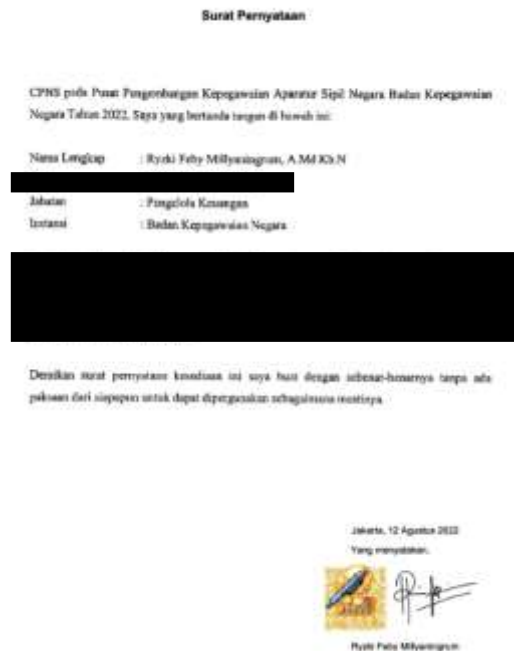 Surat Pernyataan
CPNS pada Pusat Pengembangan Kepegawaian Aparatur Sipil Negara Badan Kepegawaian
Negara Tahun 2022, Saya yang bertanda tangan di bawah ini:
Nama Lengkap : Ryzki Feby Millyaningrum, A.Md.Kb.N
Jabatan : Pengelola Keuangan
Instansi : Badan Kepegawaian Negara
Demikan surat pernyataan kesediaan ini saya buat dengan sebenar-benarnya tanpa ada
paksaan dari siapapun untuk dapat dipergunakan sebagaimana mestinya.
Jakarta, 12 Agustus 2022
Yang menyatakan,
Ryzki Feby Millyaningrum